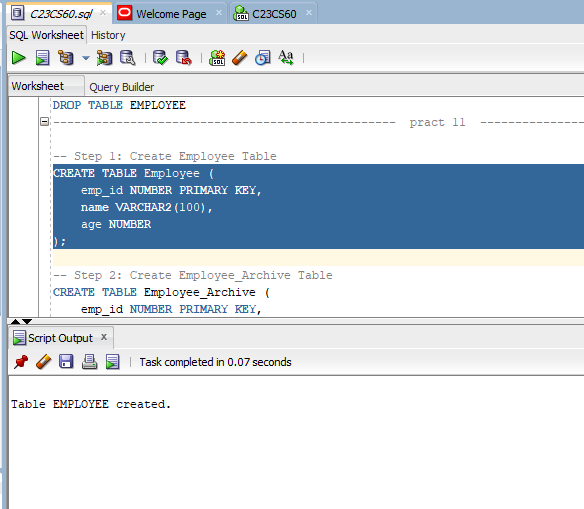 C23CS60.sql × Welcome Page × C23CS60 ×
SQL Worksheet History
Aa
Worksheet Query Builder
DROP TABLE EMPLOYEE
---------------------------------------------------- pract 11 ----------------
-- Step 1: Create Employee Table
CREATE TABLE Employee (
emp_id NUMBER PRIMARY KEY,
name VARCHAR2(100),
age NUMBER
);
-- Step 2: Create Employee_Archive Table
CREATE TABLE Employee_Archive (
emp_id NUMBER PRIMARY KEY,
Script Output ×
Task completed in 0.07 seconds
Table EMPLOYEE created.